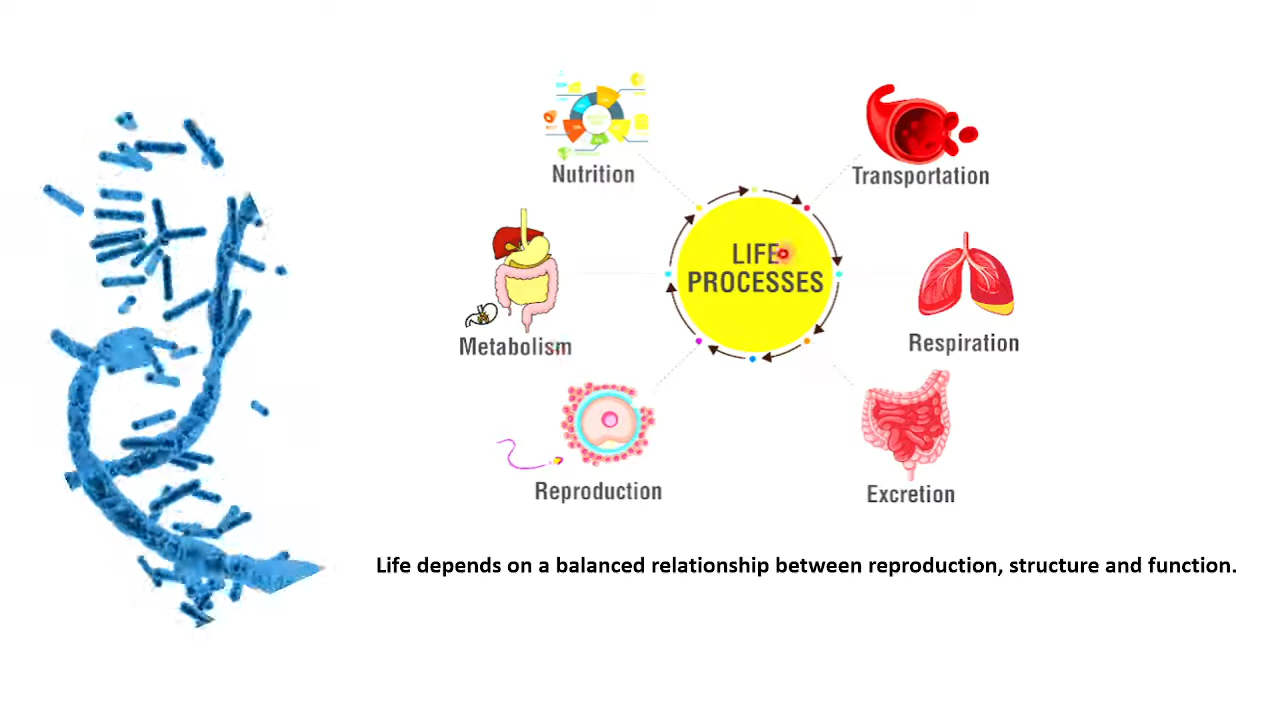 Nutrition
Transportation
LIFE
PROCESSES
Metabolism
Respiration
Reproduction
Excretion
Life depends on a balanced relationship between reproduction, structure and function.